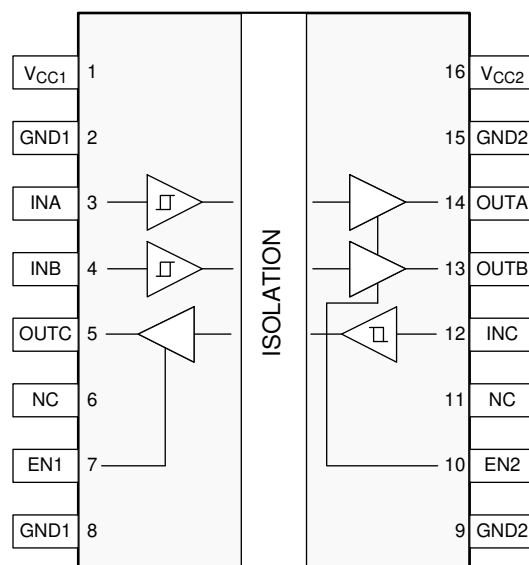 VCC1 1 16 VCC2
GND1 2 15 GND2
INA 3 14 OUTA
INB 4 13 OUTB
OUTC 5 12 INC
NC 6 11 NC
EN1 7 10 EN2
GND1 8 9 GND2
ISOLATION